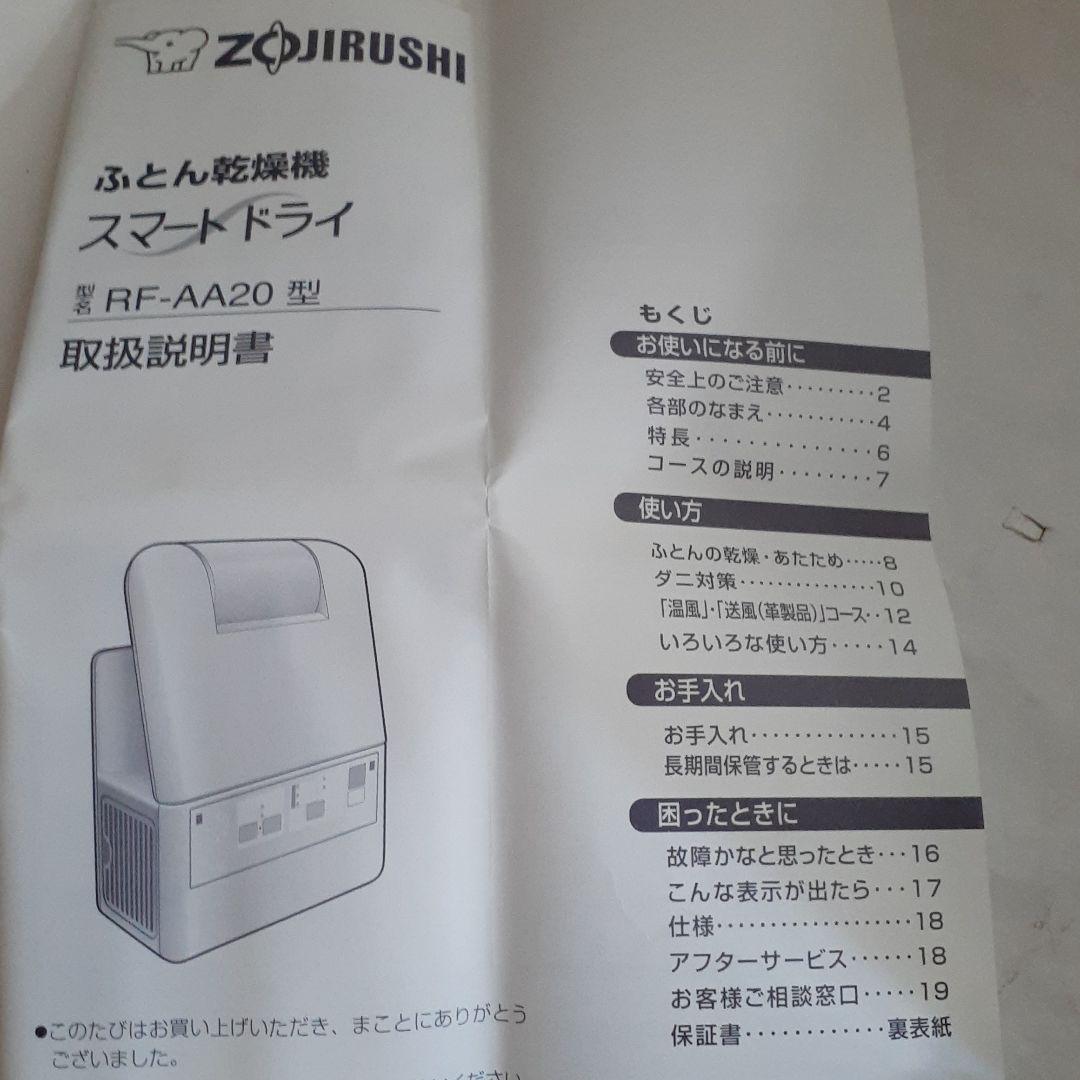 ZOJIRUSHI
ふとん乾燥機
スマートドライ
型名 RF-AA20 型
取扱説明書
●このたびはお買い上げいただき、まことにありがとう
ございました。
ください
もくじ
お使いになる前に
安全上のご注意・・・・・・・・・2
各部のなまえ・・・・・・・・・・・4
特長・・・・・・・・・・・・・・・6
コースの説明・・・・・・・・7
使い方
ふとんの乾燥・あたため・・・・・8
ダニ対策・・・・・・・・・・・・・・10
「温風」・「送風(革製品)」コース・・12
いろいろな使い方・・・・・14
お手入れ
お手入れ・・・・・・・・・・・・・・15
長期間保管するときは・・・・・15
困ったときに
故障かなと思ったとき・・・16
こんな表示が出たら・・・17
仕様・・・・・・・・・・・・・・・・・・・18
アフターサービス・・・・・・18
お客様ご相談窓口・・・・・19
保証書・・・・・・・・・・・・裏表紙